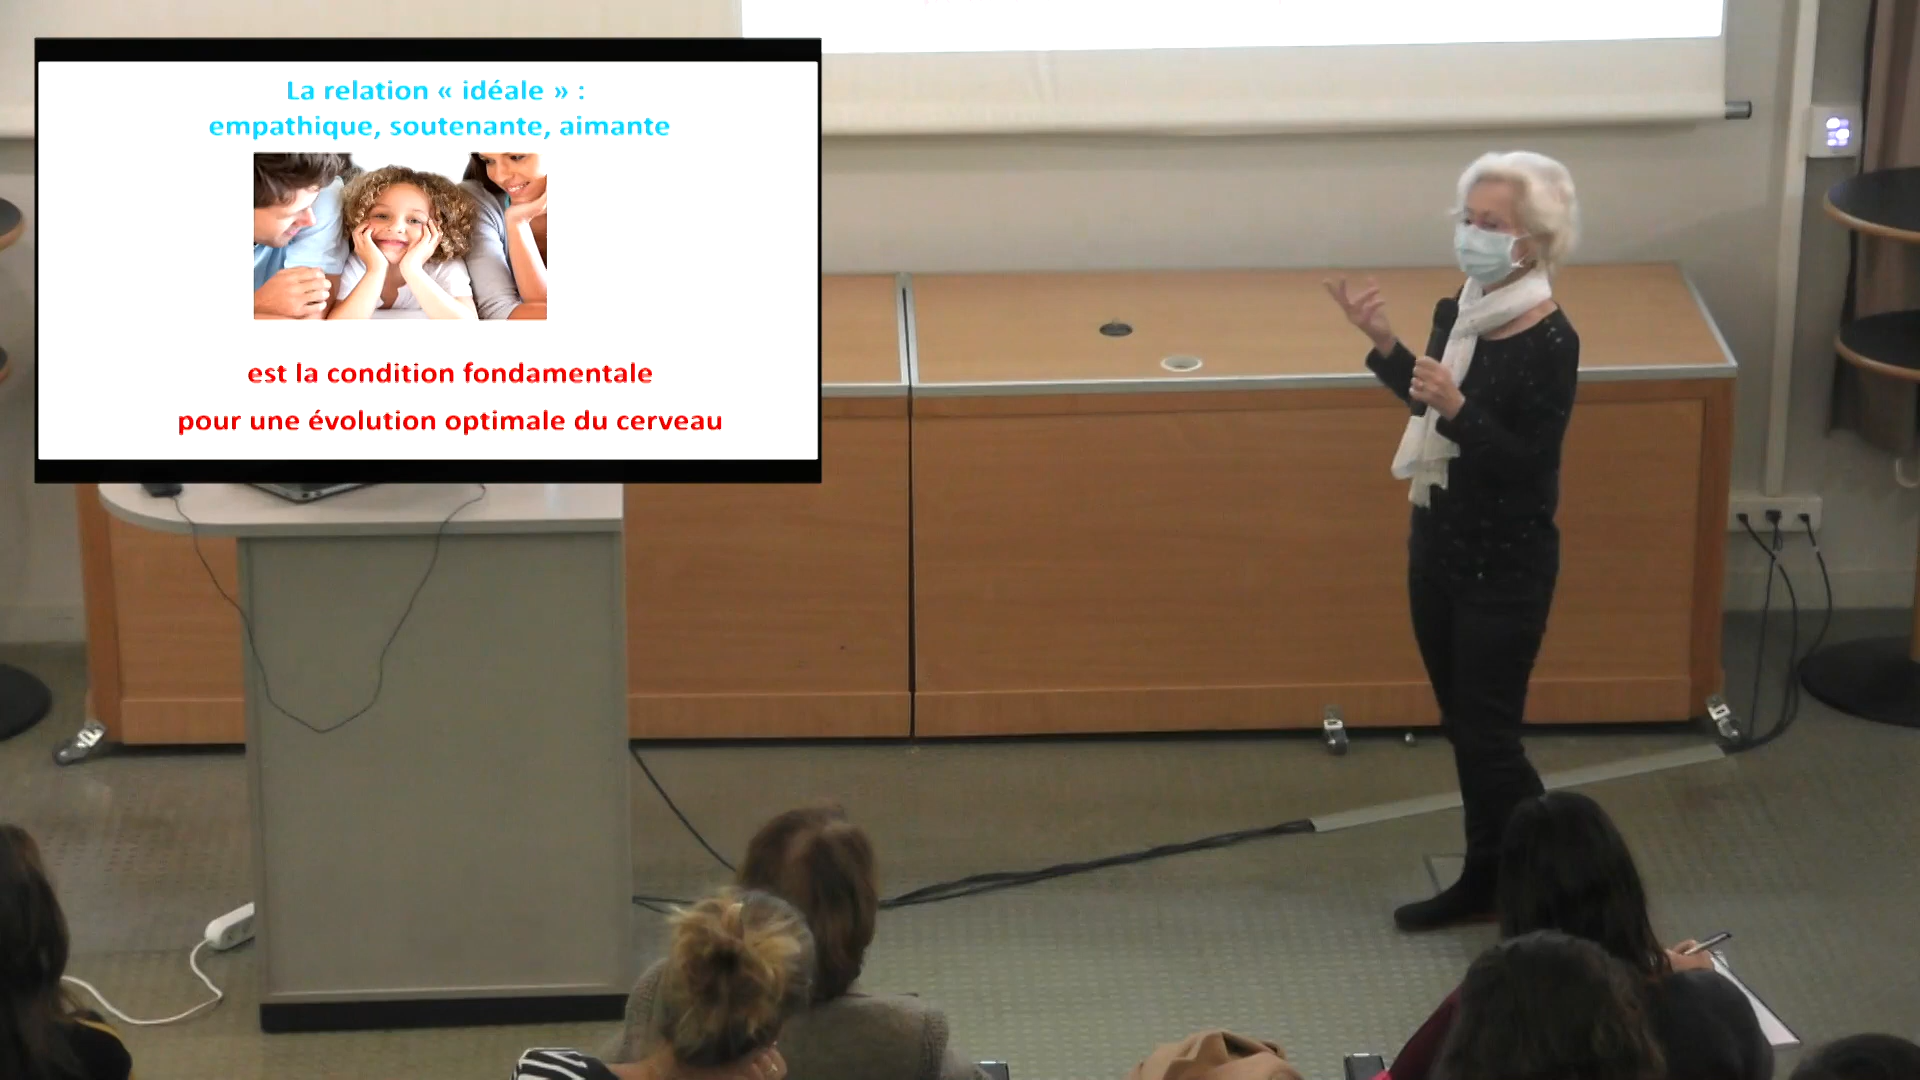 La relation « idéale » :
empathique, soutenante, aimante
est la condition fondamentale
pour une évolution optimale du cerveau